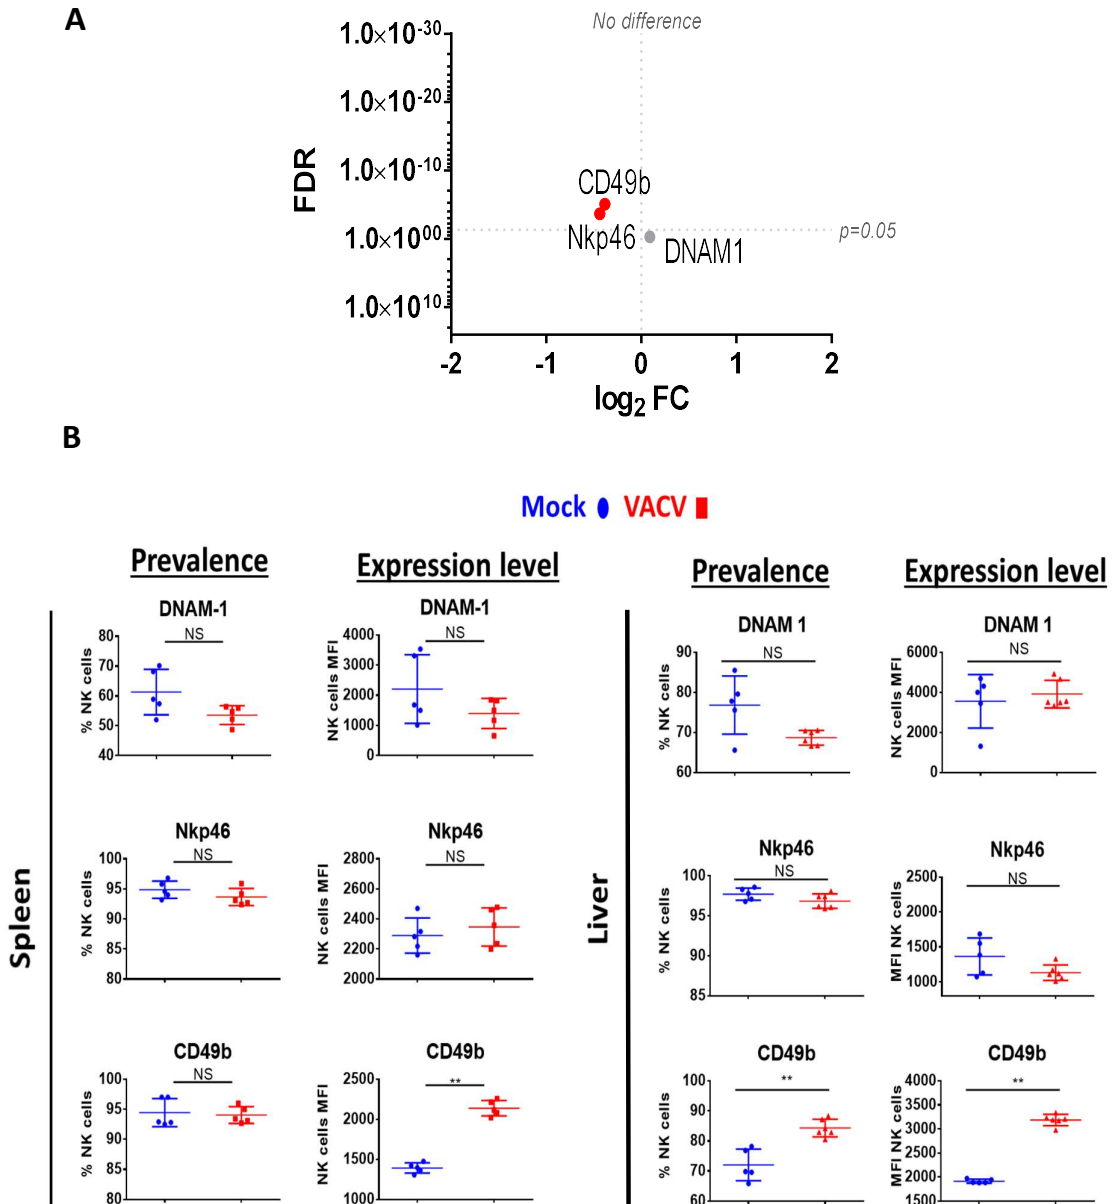 A
No difference
1.0×10-30
1.0×10-20
1.0×10-10
1.0×1000
1.0×1010
FDR
CD49b
Nkp46
DNAM1
p=0.05
-2 -1 0 1 2
log2 FC
B
Mock VACV
Prevalence Expression level Prevalence Expression level
Spleen
DNAM-1
NS
% NK cells
80
70
60
50
40
DNAM-1
NS
NK cells MFI
4000
3000
2000
1000
0
Nkp46
NS
% NK cells
100
95
90
85
80
Nkp46
NS
NK cells MFI
2800
2600
2400
2200
2000
CD49b
NS
% NK cells
100
95
90
85
80
CD49b
**
NK cells MFI
2500
2000
1500
1000
Liver
DNAM 1
NS
% NK cells
90
80
70
60
DNAM 1
NS
NK cells MFI
6000
4000
2000
0
Nkp46
NS
% NK cells
100
95
90
85
Nkp46
NS
MFI NK cells
2500
2000
1500
1000
CD49b
**
% NK cells
100
90
80
70
60
CD49b
**
MFI NK cells
4000
3500
3000
2500
2000
1500